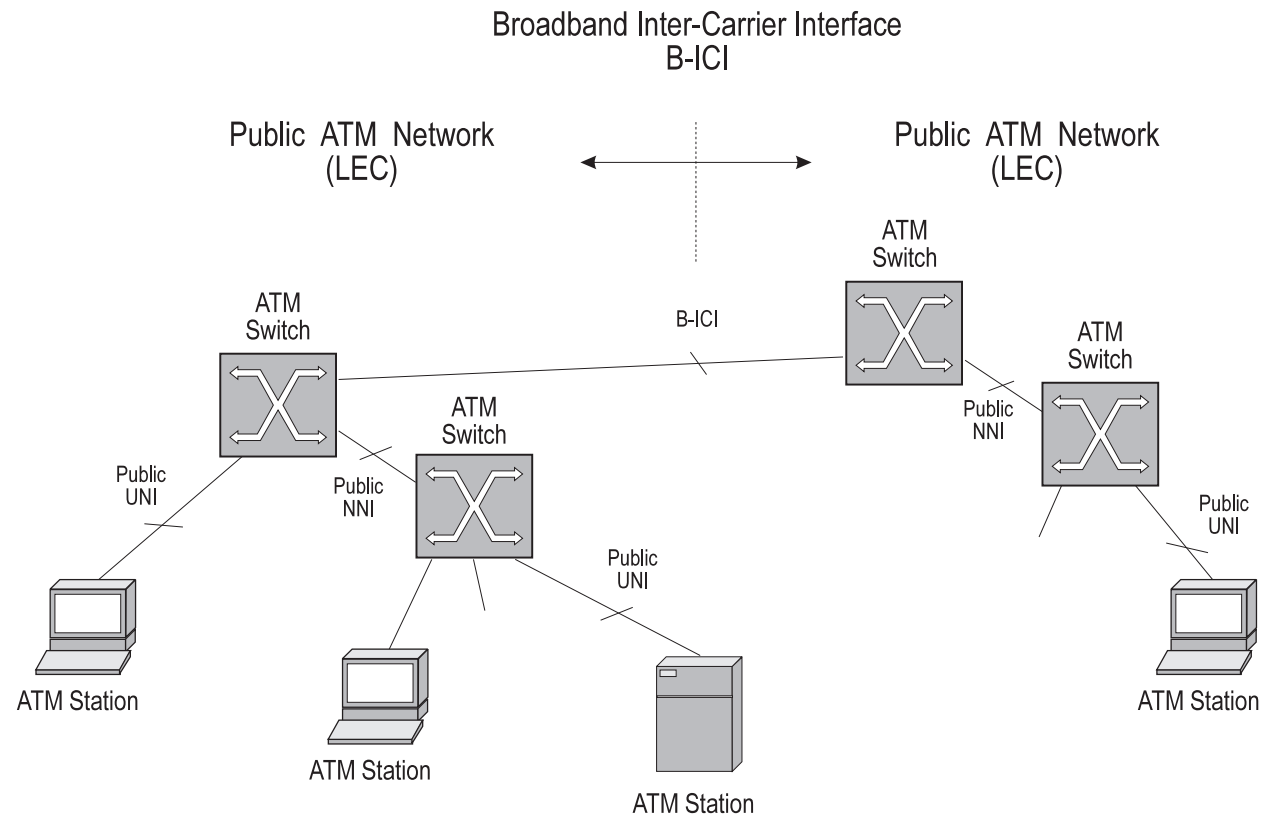 Broadband Inter-Carrier Interface
B-ICI
Public ATM Network
(LEC)
Public ATM Network
(LEC)
ATM
Switch
ATM
Switch
B-ICI
ATM
Switch
ATM
Switch
Public
NNI
Public
UNI
Public
NNI
Public
UNI
Public
UNI
ATM Station
ATM Station
ATM Station
ATM Station